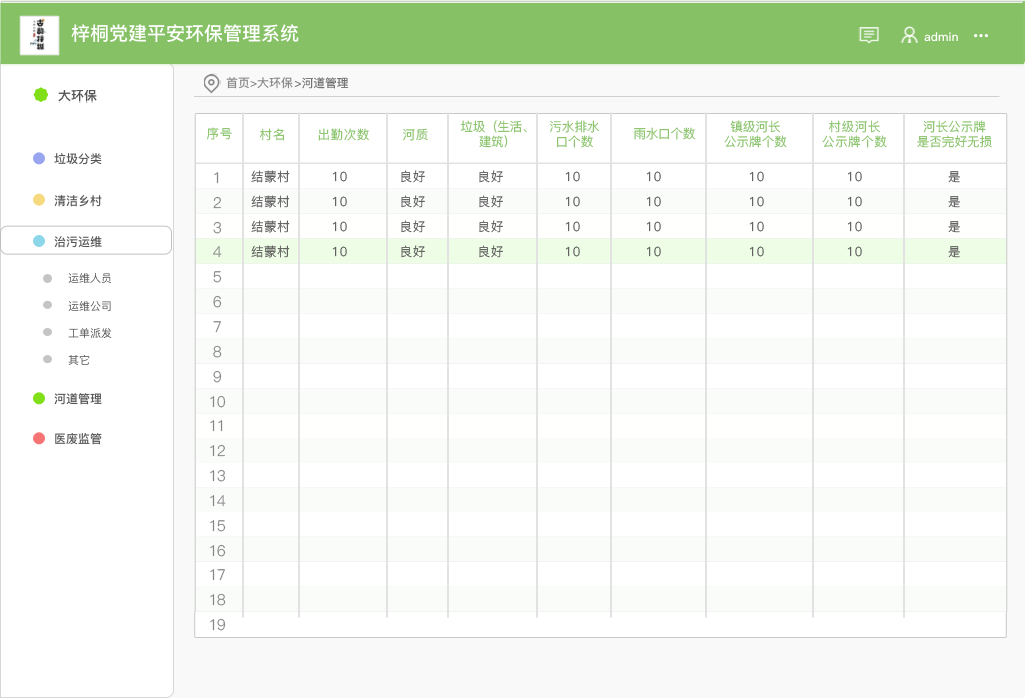 梓桐党建平安环保管理系统
admin
大环保
垃圾分类
清洁乡村
治污运维
运维人员
运维公司
工单派发
其它
河道管理
医废监管
首页>大环保>河道管理
序号 村名 出勤次数 河质 垃圾（生活、建筑） 污水排水口个数 雨水口个数 镇级河长公示牌个数 村级河长公示牌个数 河长公示牌是否完好无损
1 结蒙村 10 良好 良好 10 10 10 10 是
2 结蒙村 10 良好 良好 10 10 10 10 是
3 结蒙村 10 良好 良好 10 10 10 10 是
4 结蒙村 10 良好 良好 10 10 10 10 是
5
6
7
8
9
10
11
12
13
14
15
16
17
18
19